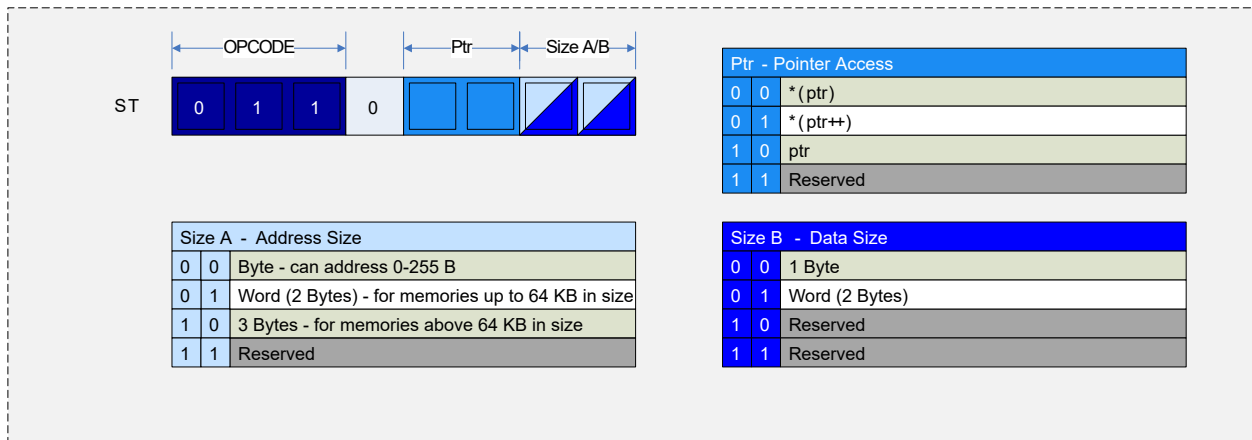 OPCODE Ptr Size A/B
ST 0 1 1 0
Ptr - Pointer Access
0 0 *(ptr)
0 1 *(ptr++)
1 0 ptr
1 1 Reserved
Size A - Address Size
0 0 Byte - can address 0-255 B
0 1 Word (2 Bytes) - for memories up to 64 KB in size
1 0 3 Bytes - for memories above 64 KB in size
1 1 Reserved
Size B - Data Size
0 0 1 Byte
0 1 Word (2 Bytes)
1 0 Reserved
1 1 Reserved